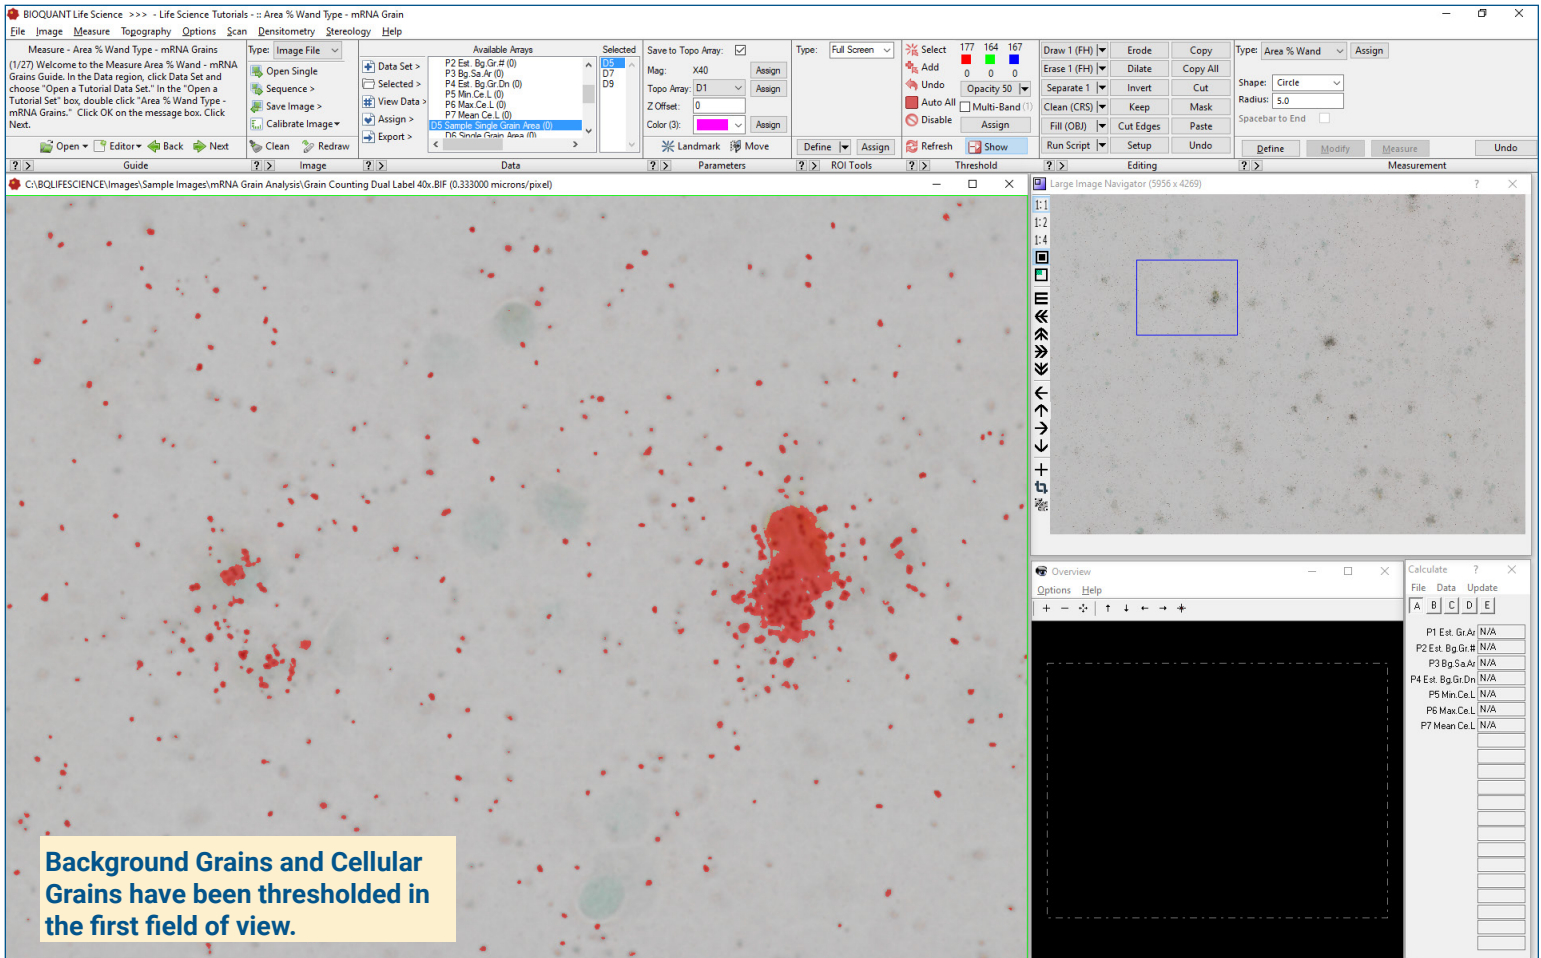 BIOQUANT Life Science >>> - Life Science Tutorials - :: Area % Wand Type - mRNA Grain
File Image Measure Topography Options Scan Densitometry Stereology Help
Measure - Area % Wand Type - mRNA Grains
(1/27) Welcome to the Measure Area % Wand - mRNA
Grains Guide. In the Data region, click Data Set and
choose "Open a Tutorial Data Set." In the "Open a
Tutorial Set" box, double click "Area % Wand Type -
mRNA Grains." Click OK on the message box. Click
Next.
Open Editor Back Next
? > Guide
Type: Image File
Open Single
Sequence >
Save Image >
Calibrate Image
Clean Redraw
? > Image
Data Set >
Selected >
View Data >
Assign >
Export >
Available Arrays
P2 Est. Bg.Gr.# (0)
P3 Bg.Sa.Ar (0)
P4 Est. Bg.Gr.Dn (0)
P5 Min.Ce.L (0)
P6 Max.Ce.L (0)
P7 Mean Ce.L (0)
D5 Sample Single Grain Area (0)
D6 Single Grain Area (0)
Selected
D5
D7
D9
? > Data
Save to Topo Array:
Mag: X40 Assign
Topo Array: D1 Assign
Z Offset: 0
Color (3): Assign
Landmark Move
? > Parameters
Type: Full Screen
Define Assign
? > ROI Tools
Select 177 164 167
Add
Undo 0 0 0
Opacity 50
Auto All Multi-Band (1)
Disable Assign
Refresh Show
? > Threshold
Draw 1 (FH) Erode Copy
Erase 1 (FH) Dilate Copy All
Separate 1 Invert Cut
Clean (CRS) Keep Mask
Fill (OBJ) Cut Edges Paste
Run Script Setup Undo
? > Editing
Type: Area % Wand Assign
Shape: Circle
Radius: 5.0
Spacebar to End
Define Modify Measure Undo
? > Measurement
C:\BQLIFESCIENCE\Images\Sample Images\mRNA Grain Analysis\Grain Counting Dual Label 40x.BIF (0.333000 microns/pixel)
Large Image Navigator (5956 x 4269)
1:1
1:2
1:4
Overview
Options Help
Calculate
File Data Update
A B C D E
P1 Est. Gr.Ar N/A
P2 Est. Bg.Gr.# N/A
P3 Bg.Sa.Ar N/A
P4 Est. Bg.Gr.Dn N/A
P5 Min.Ce.L N/A
P6 Max.Ce.L N/A
P7 Mean Ce.L N/A
Background Grains and Cellular
Grains have been thresholded in
the first field of view.